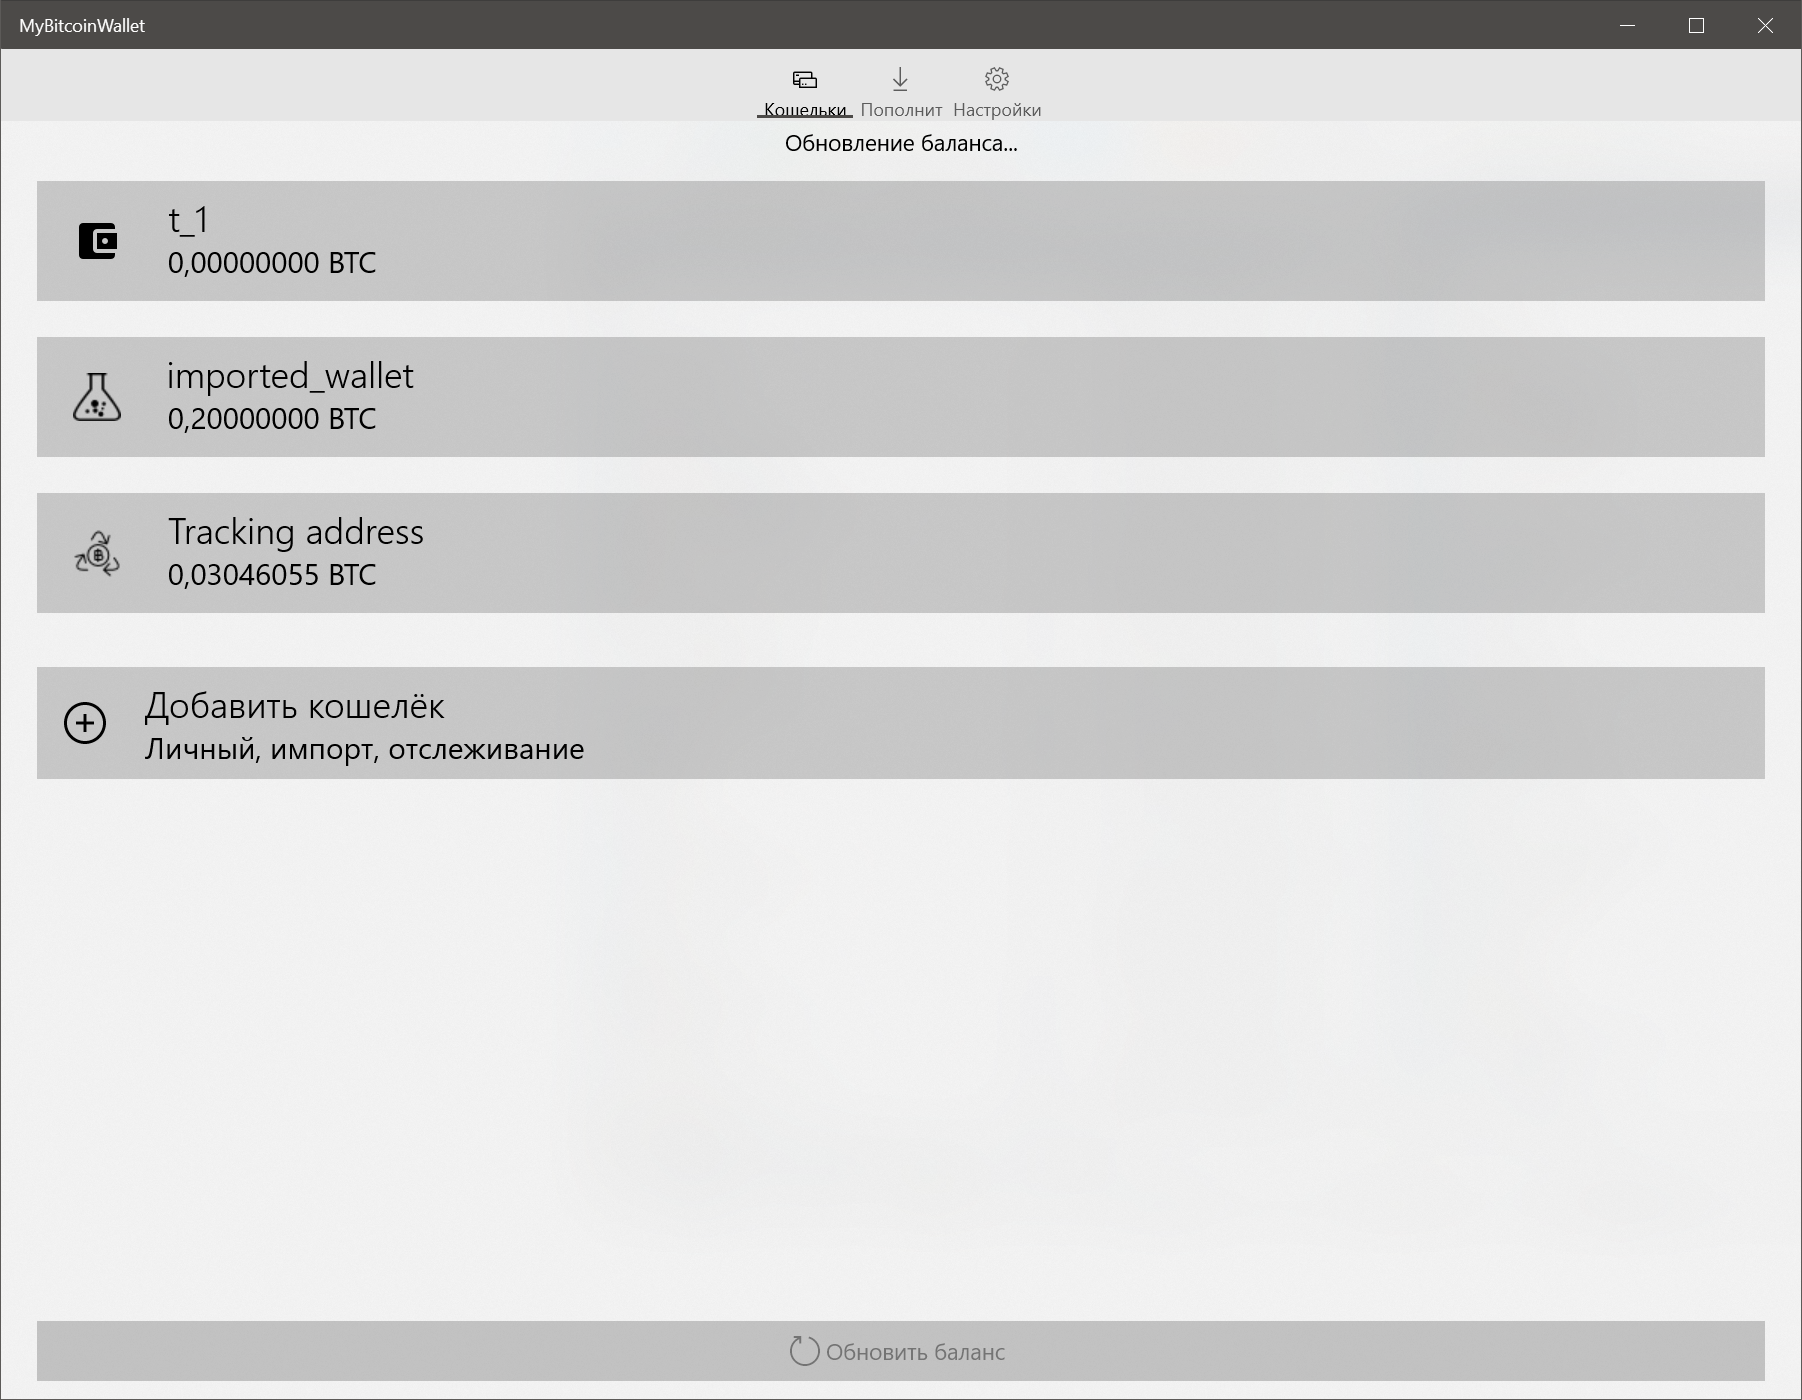 MyBitcoinWallet
Кошельки Пополнит Настройки
Обновление баланса...
t_1
0,00000000 BTC
imported_wallet
0,20000000 BTC
Tracking address
0,03046055 BTC
Добавить кошелёк
Личный, импорт, отслеживание
Обновить баланс